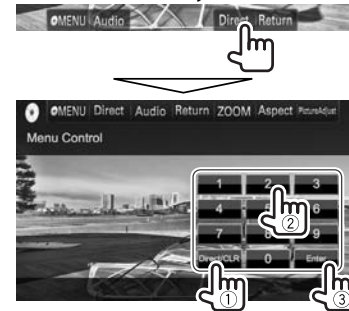 MENU Audio Direct Return
MENU Direct Audio Return ZOOM Aspect PictureAdjust
Menu Control
1 2 3
4 6
7 9
Direct/CLR 0 Enter
①
②
③